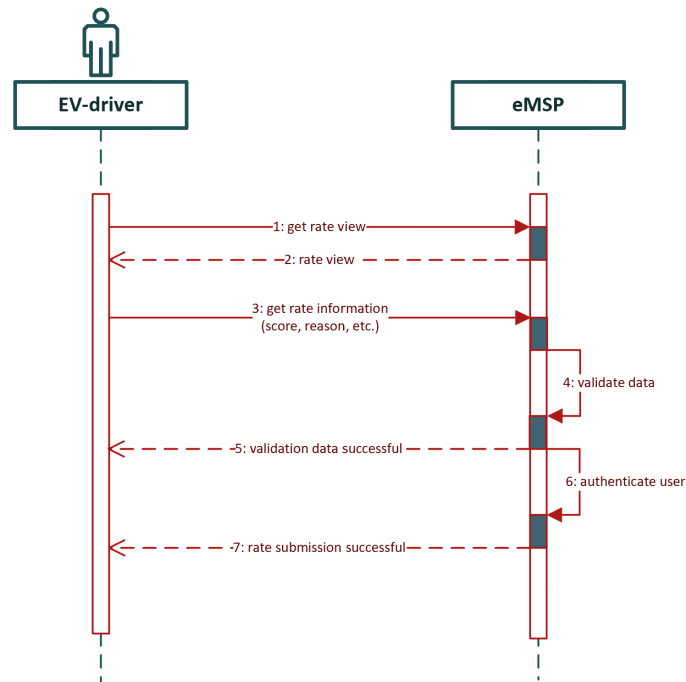 EV-driver
eMSP
1: get rate view
2: rate view
3: get rate information
(score, reason, etc.)
4: validate data
5: validation data successful
6: authenticate user
7: rate submission successful